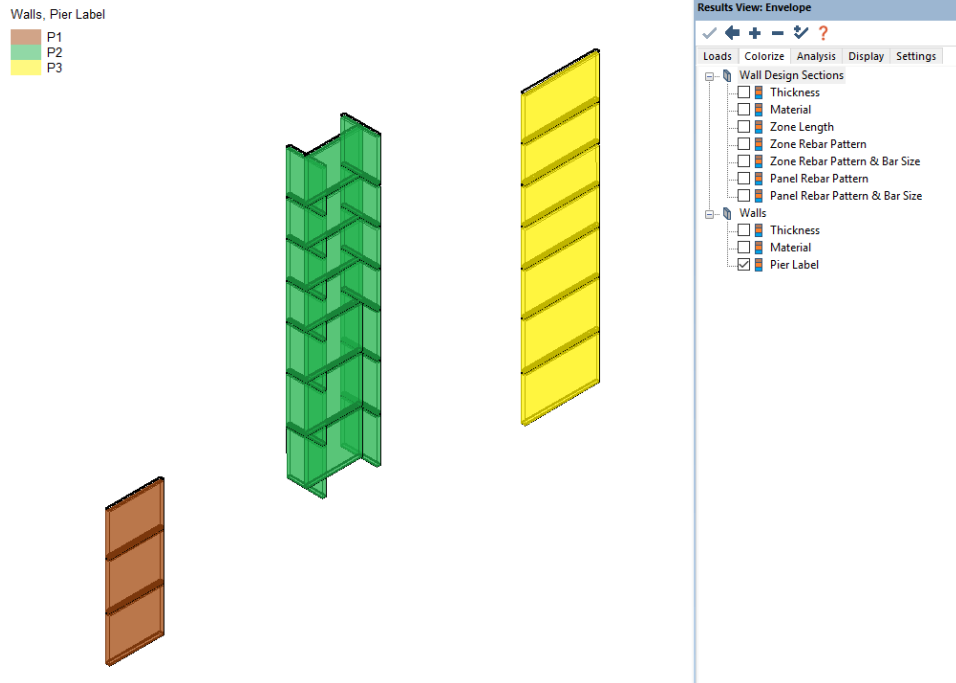 Walls, Pier Label
P1
P2
P3
Results View: Envelope
?
Loads Colorize Analysis Display Settings
Wall Design Sections
Thickness
Material
Zone Length
Zone Rebar Pattern
Zone Rebar Pattern & Bar Size
Panel Rebar Pattern
Panel Rebar Pattern & Bar Size
Walls
Thickness
Material
Pier Label